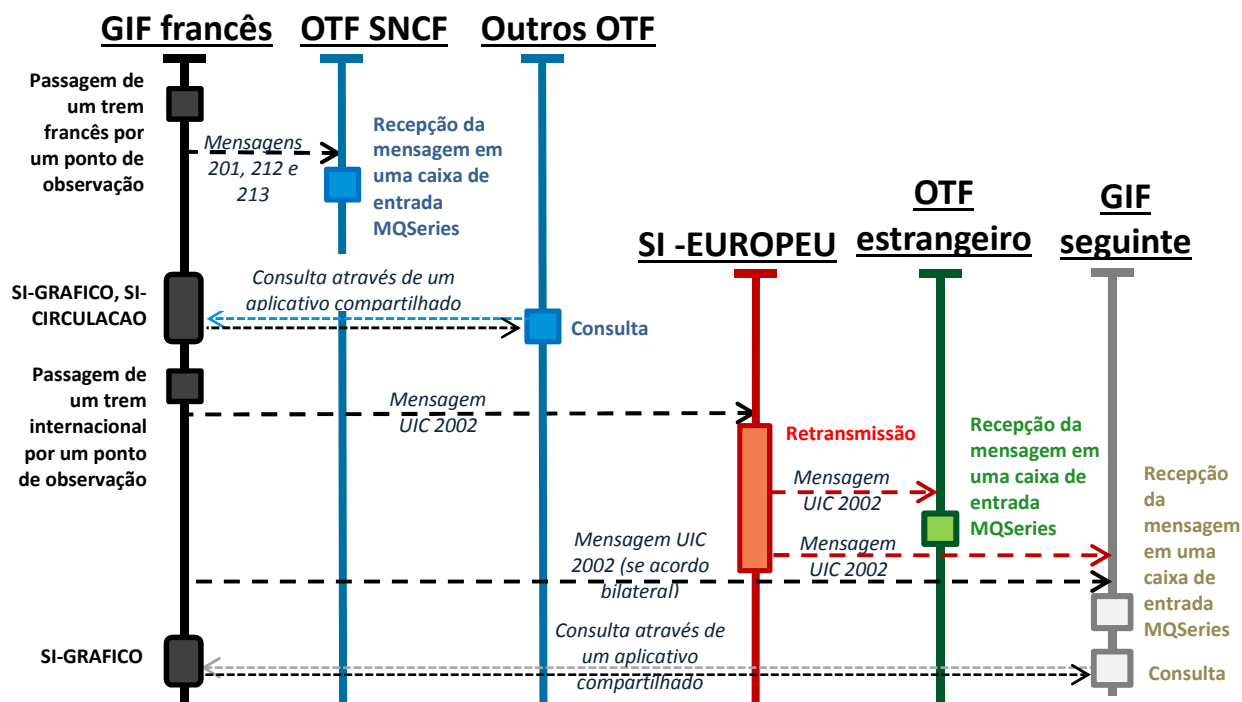 GIF francês
OTF SNCF
Outros OTF
Passagem de
um trem
francês por
um ponto de
observação
Mensagens
201, 212 e
213
Recepção da
mensagem em
uma caixa de
entrada
MQSeries
SI -EUROPEU
OTF
estrangeiro
GIF
seguinte
SI-GRAFICO, SI-
CIRCULACAO
Consulta através de um
aplicativo compartilhado
Consulta
Passagem de
um trem
internacional
por um ponto
de observação
Mensagem
UIC 2002
Retransmissão
Mensagem
UIC 2002
Recepção da
mensagem em
uma caixa de
entrada
MQSeries
Mensagem UIC
2002 (se acordo
bilateral)
Mensagem
UIC 2002
Recepção
da
mensagem
em uma
caixa de
entrada
MQSeries
SI-GRAFICO
Consulta através de
um aplicativo
compartilhado
Consulta